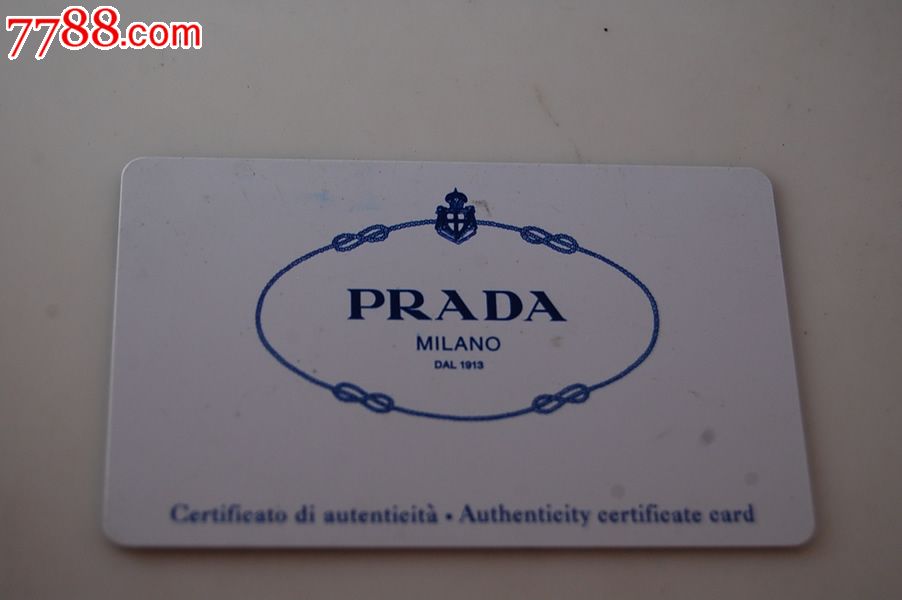 7788.com
PRADA
MILANO
DAL 1913
Certificato di autenticità • Authenticity certificate card